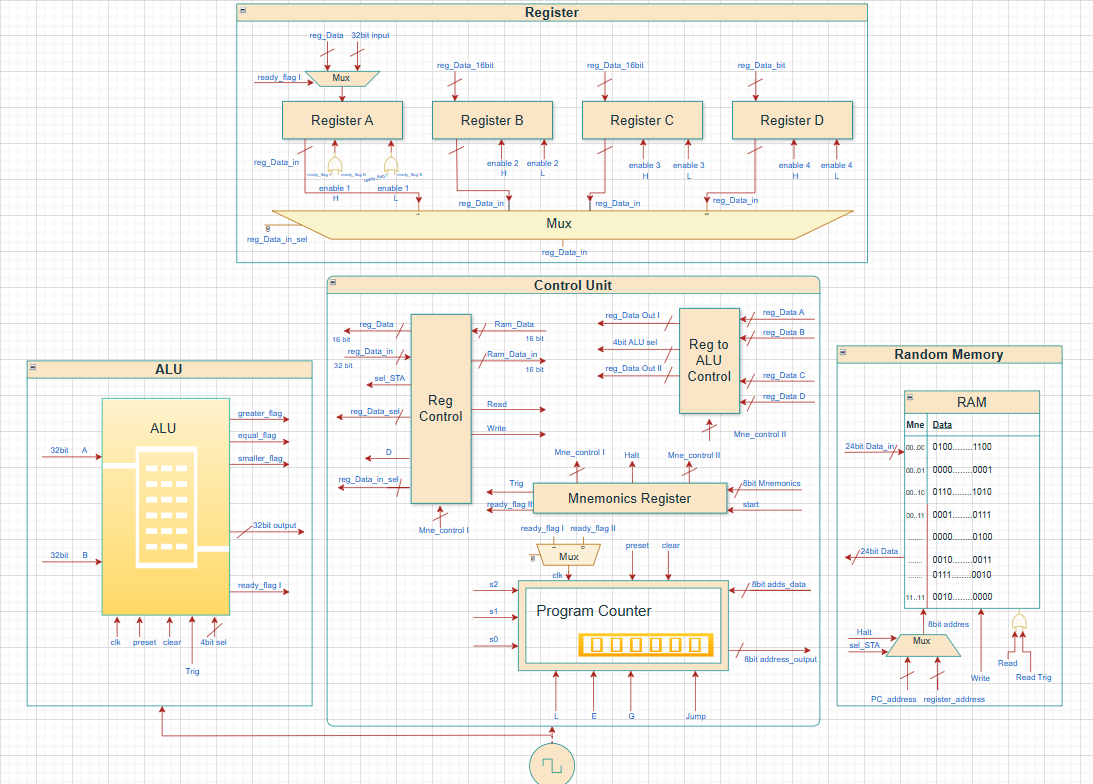 Register
reg_Data 32bit input
ready_flag I
Mux
reg_Data_16bit
reg_Data_16bit
reg_Data_bit
Register A
Register B
Register C
Register D
reg_Data_in
ready_flag II
enable 1
H
enable 1
L
enable 2
H
enable 2
L
enable 3
H
enable 3
L
enable 4
H
enable 4
L
reg_Data_in
reg_Data_in
reg_Data_in
Mux
reg_Data_in_sel
reg_Data_in
Control Unit
reg_Data
16 bit
reg_Data_in
32 bit
sel_STA
reg_Data_sel
D
reg_Data_in_sel
Reg
Control
Ram_Data
16 bit
Ram_Data_in
16 bit
Read
Write
Mne_control I
reg_Data Out I
4bit ALU sel
reg_Data Out II
Reg to
ALU
Control
reg_Data A
reg_Data B
reg_Data C
reg_Data D
Mne_control II
Mne_control I
Halt
Mne_control II
Trig
ready_flag II
Mnemonics Register
8bit Mnemonics
start
ready_flag I ready_flag II
Mux
clk
preset
clear
s2
s1
s0
Program Counter
8bit adds_data
8bit address_output
L
E
G
Jump
ALU
ALU
32bit A
32bit B
greater_flag
equal_flag
smaller_flag
32bit output
ready_flag I
clk
preset
clear
4bit sel
Trig
Random Memory
RAM
Mne Data
00..00 0100........1100
00..01 0000........0001
00..10 0110........1010
00..11 0001........0111
....... 0000........0100
....... 0010........0011
....... 0111........0010
11..11 0010........0000
24bit Data_in
24bit Data
8bit addres
Halt
sel_STA
Mux
PC_address
register_address
Write
Read
Read Trig